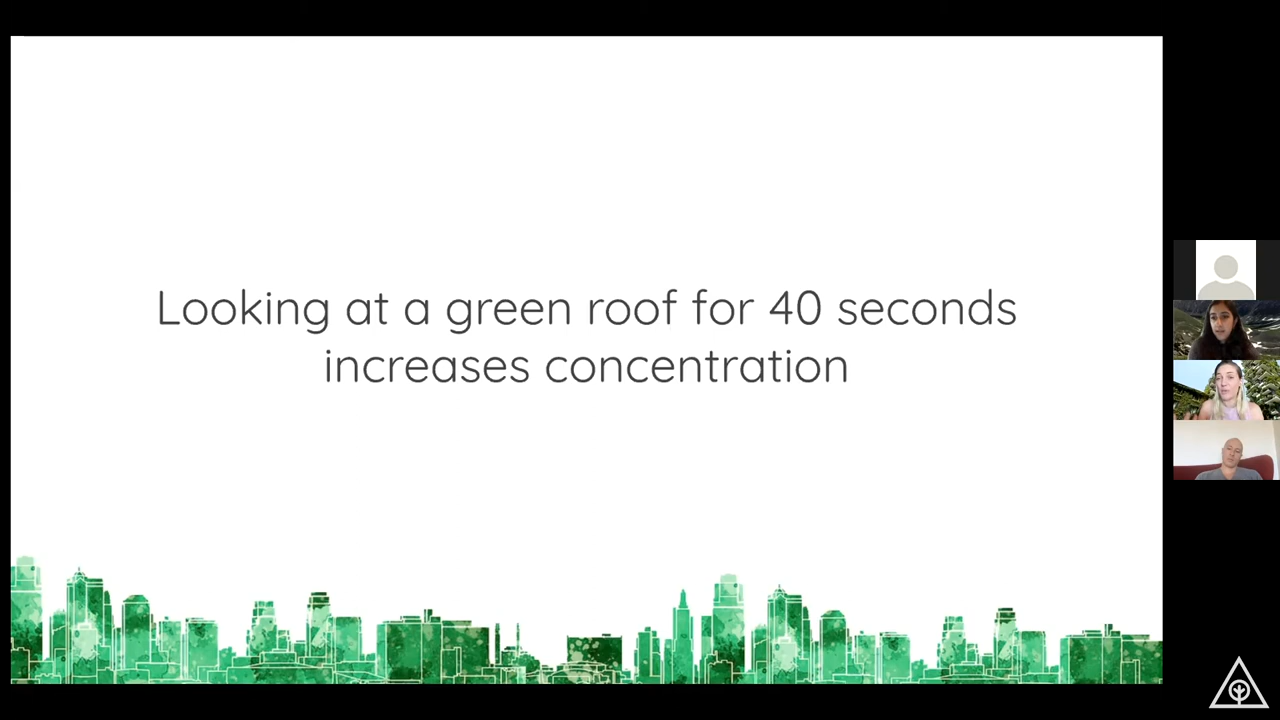 Looking at a green roof for 40 seconds
increases concentration